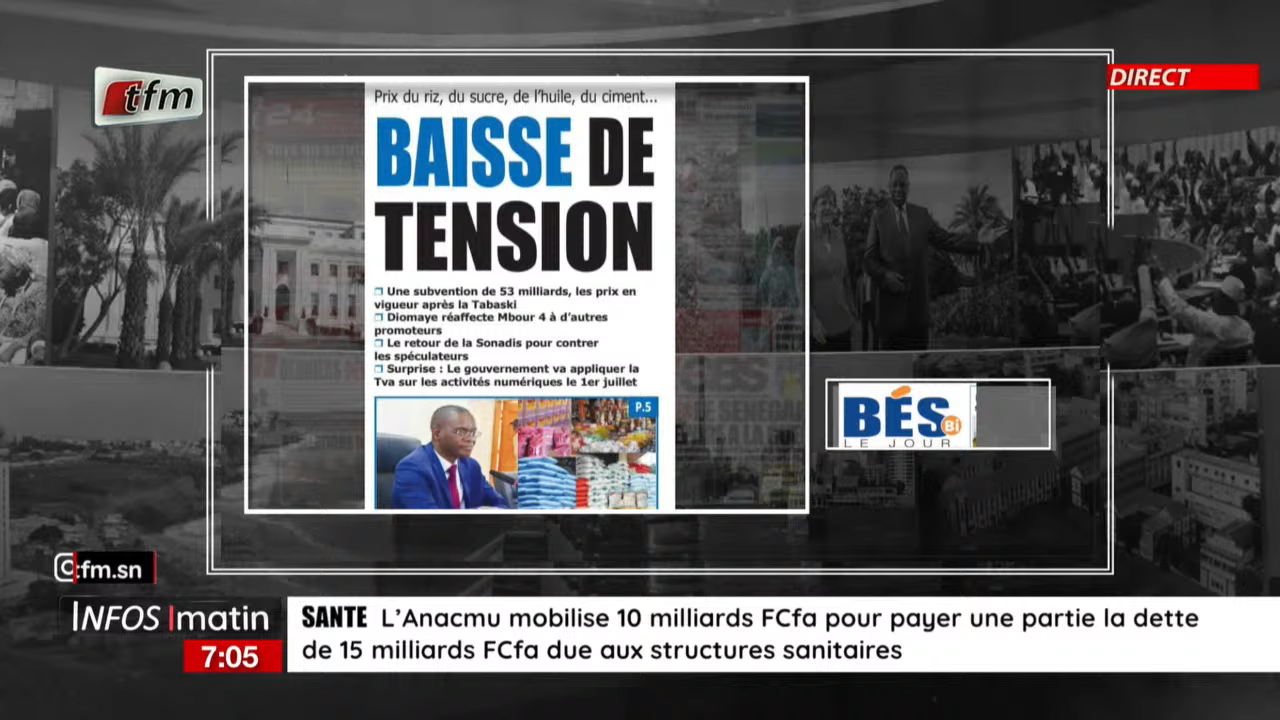 tfm
DIRECT
Prix du riz, du sucre, de l'huile, du ciment...
BAISSE DE
TENSION
Une subvention de 53 milliards, les prix en
vigueur après la Tabaski
Diomaye réaffecte Mbour 4 à d'autres
promoteurs
Le retour de la Sonadis pour contrer
les spéculateurs
Surprise : Le gouvernement va appliquer la
Tva sur les activités numériques le 1er juillet
P.5
BÉS Bi
LE JOUR
tfm.sn
INFOS matin
7:05
SANTE L'Anacmu mobilise 10 milliards FCfa pour payer une partie la dette
de 15 milliards FCfa due aux structures sanitaires